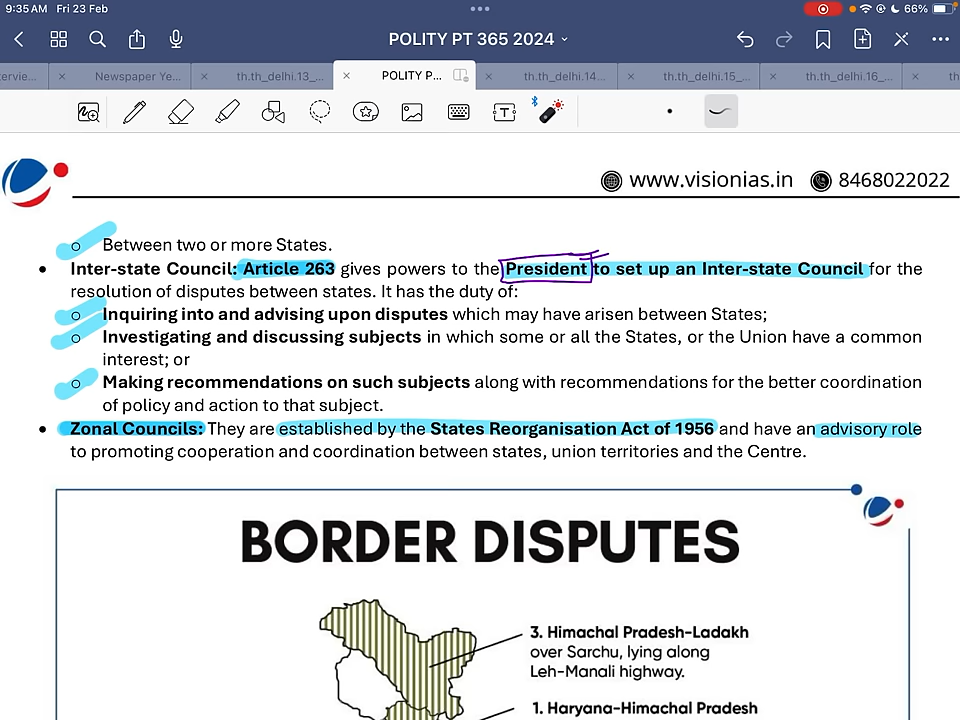 9:35 AM Fri 23 Feb
66%
POLITY PT 365 2024
tervie...
Newspaper Ye...
th.th_delhi.13_...
POLITY P...
th.th_delhi.14...
th.th_delhi.15_...
th.th_delhi.16_...
th
www.visionias.in 8468022022
o Between two or more States.
• Inter-state Council: Article 263 gives powers to the President to set up an Inter-state Council for the
resolution of disputes between states. It has the duty of:
o Inquiring into and advising upon disputes which may have arisen between States;
o Investigating and discussing subjects in which some or all the States, or the Union have a common
interest; or
o Making recommendations on such subjects along with recommendations for the better coordination
of policy and action to that subject.
• Zonal Councils: They are established by the States Reorganisation Act of 1956 and have an advisory role
to promoting cooperation and coordination between states, union territories and the Centre.
BORDER DISPUTES
3. Himachal Pradesh-Ladakh
over Sarchu, lying along
Leh-Manali highway.
1. Haryana-Himachal Pradesh